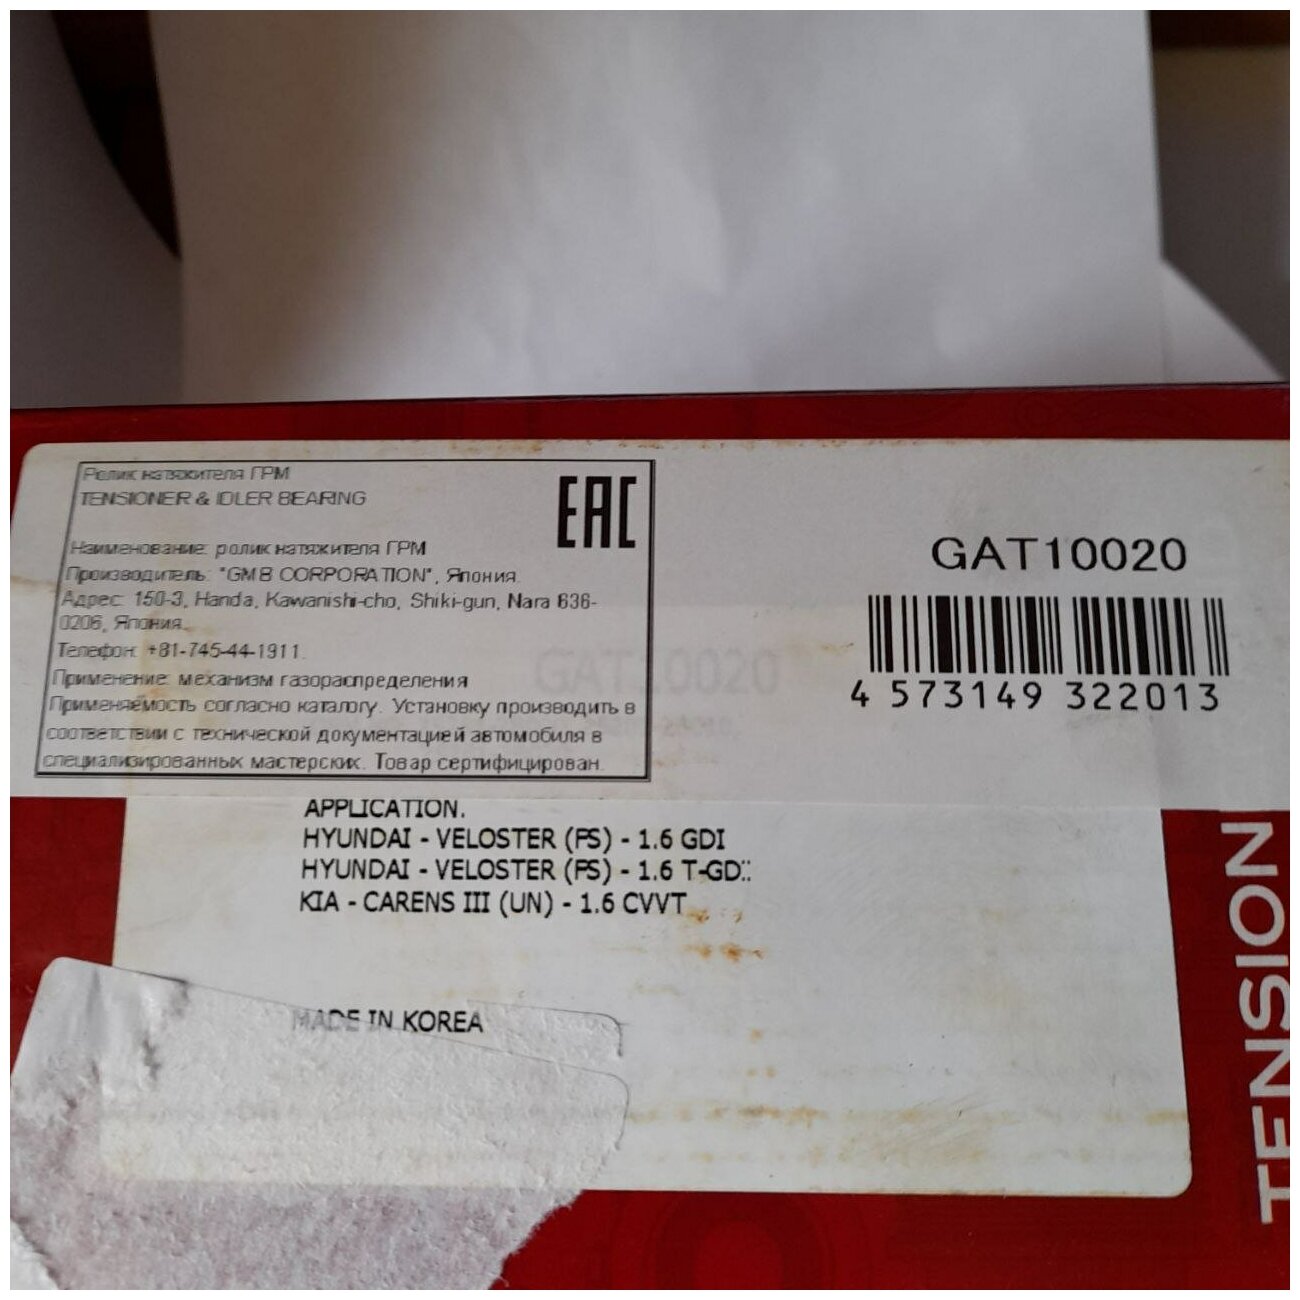 Ролик натяжителя ГРМ
TENSIONER & IDLER BEARING
EAC
Наименование: ролик натяжителя ГРМ
Производитель: "GMB CORPORATION", Япония.
Адрес: 150-3, Handa, Kawanishi-cho, Shiki-gun, Nara 636-
0206, Япония.
Телефон: +81-745-44-1911.
Применение: механизм газораспределения
Применяемость согласно каталогу. Установку производить в
соответствии с технической документацией автомобиля в
специализированных мастерских. Товар сертифицирован.
GAT10020
GAT10020
4 573149 322013
APPLICATION.
HYUNDAI - VELOSTER (FS) - 1.6 GDI
HYUNDAI - VELOSTER (FS) - 1.6 T-GD::
KIA - CARENS III (UN) - 1.6 CVVT
MADE IN KOREA
TENSION